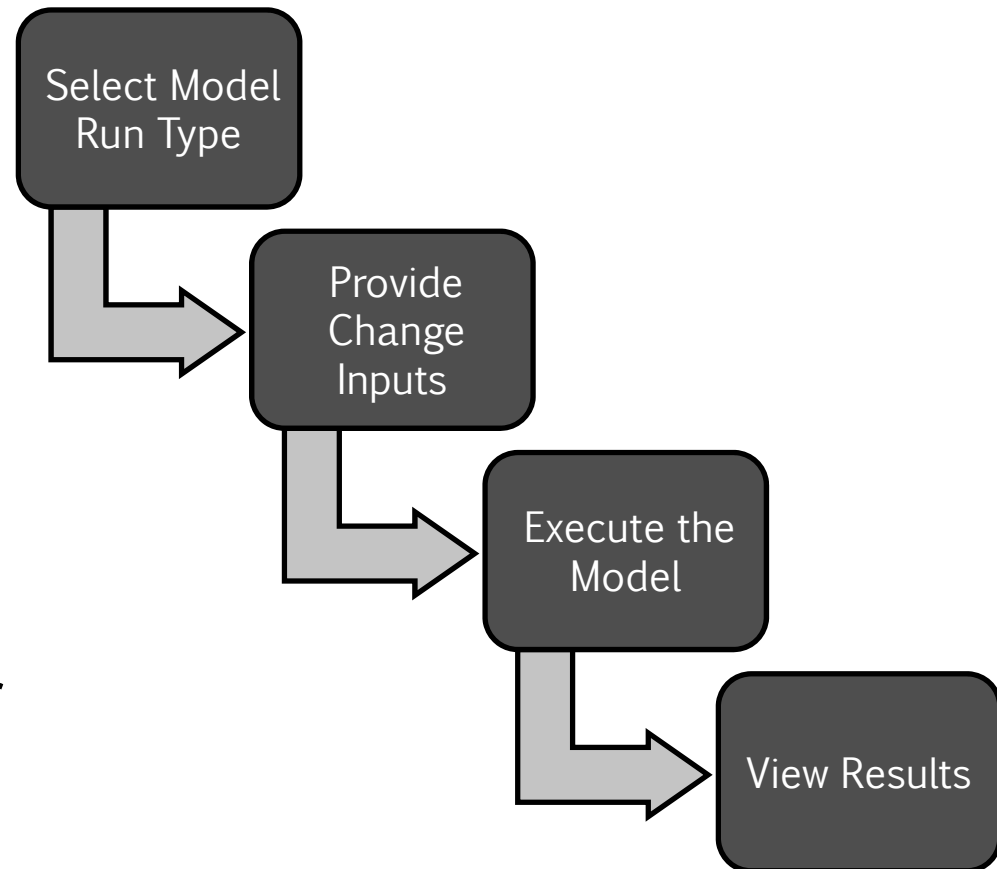 Select Model
Run Type
Provide
Change
Inputs
Execute the
Model
View Results